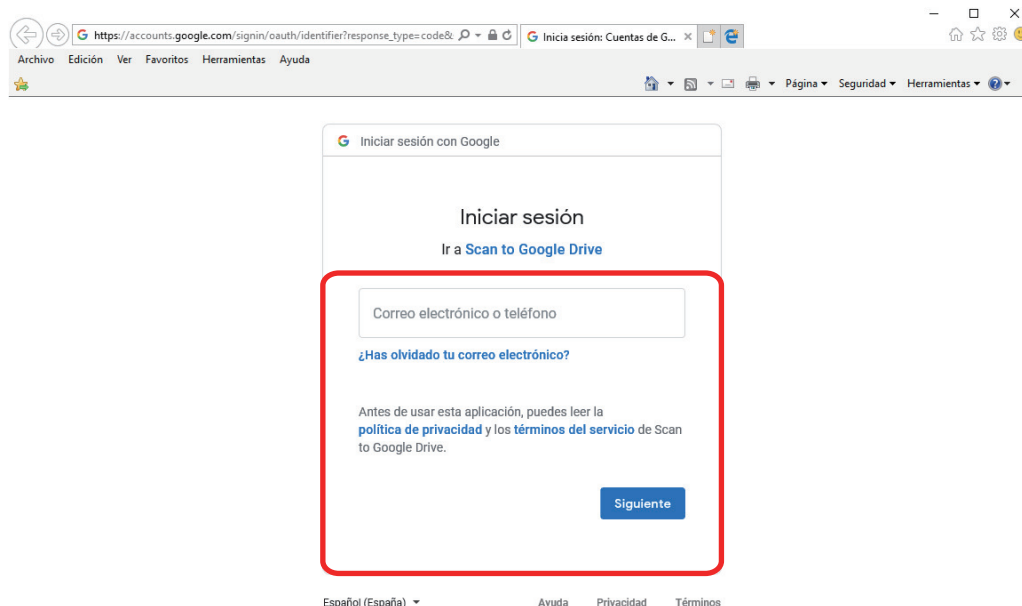 https://accounts.google.com/signin/oauth/identifier?response_type=code&
Inicia sesión: Cuentas de G...
Archivo Edición Ver Favoritos Herramientas Ayuda
Página Seguridad Herramientas
Iniciar sesión con Google
Iniciar sesión
Ir a Scan to Google Drive
Correo electrónico o teléfono
¿Has olvidado tu correo electrónico?
Antes de usar esta aplicación, puedes leer la
política de privacidad y los términos del servicio de Scan
to Google Drive.
Siguiente
Español (España) Ayuda Privacidad Términos